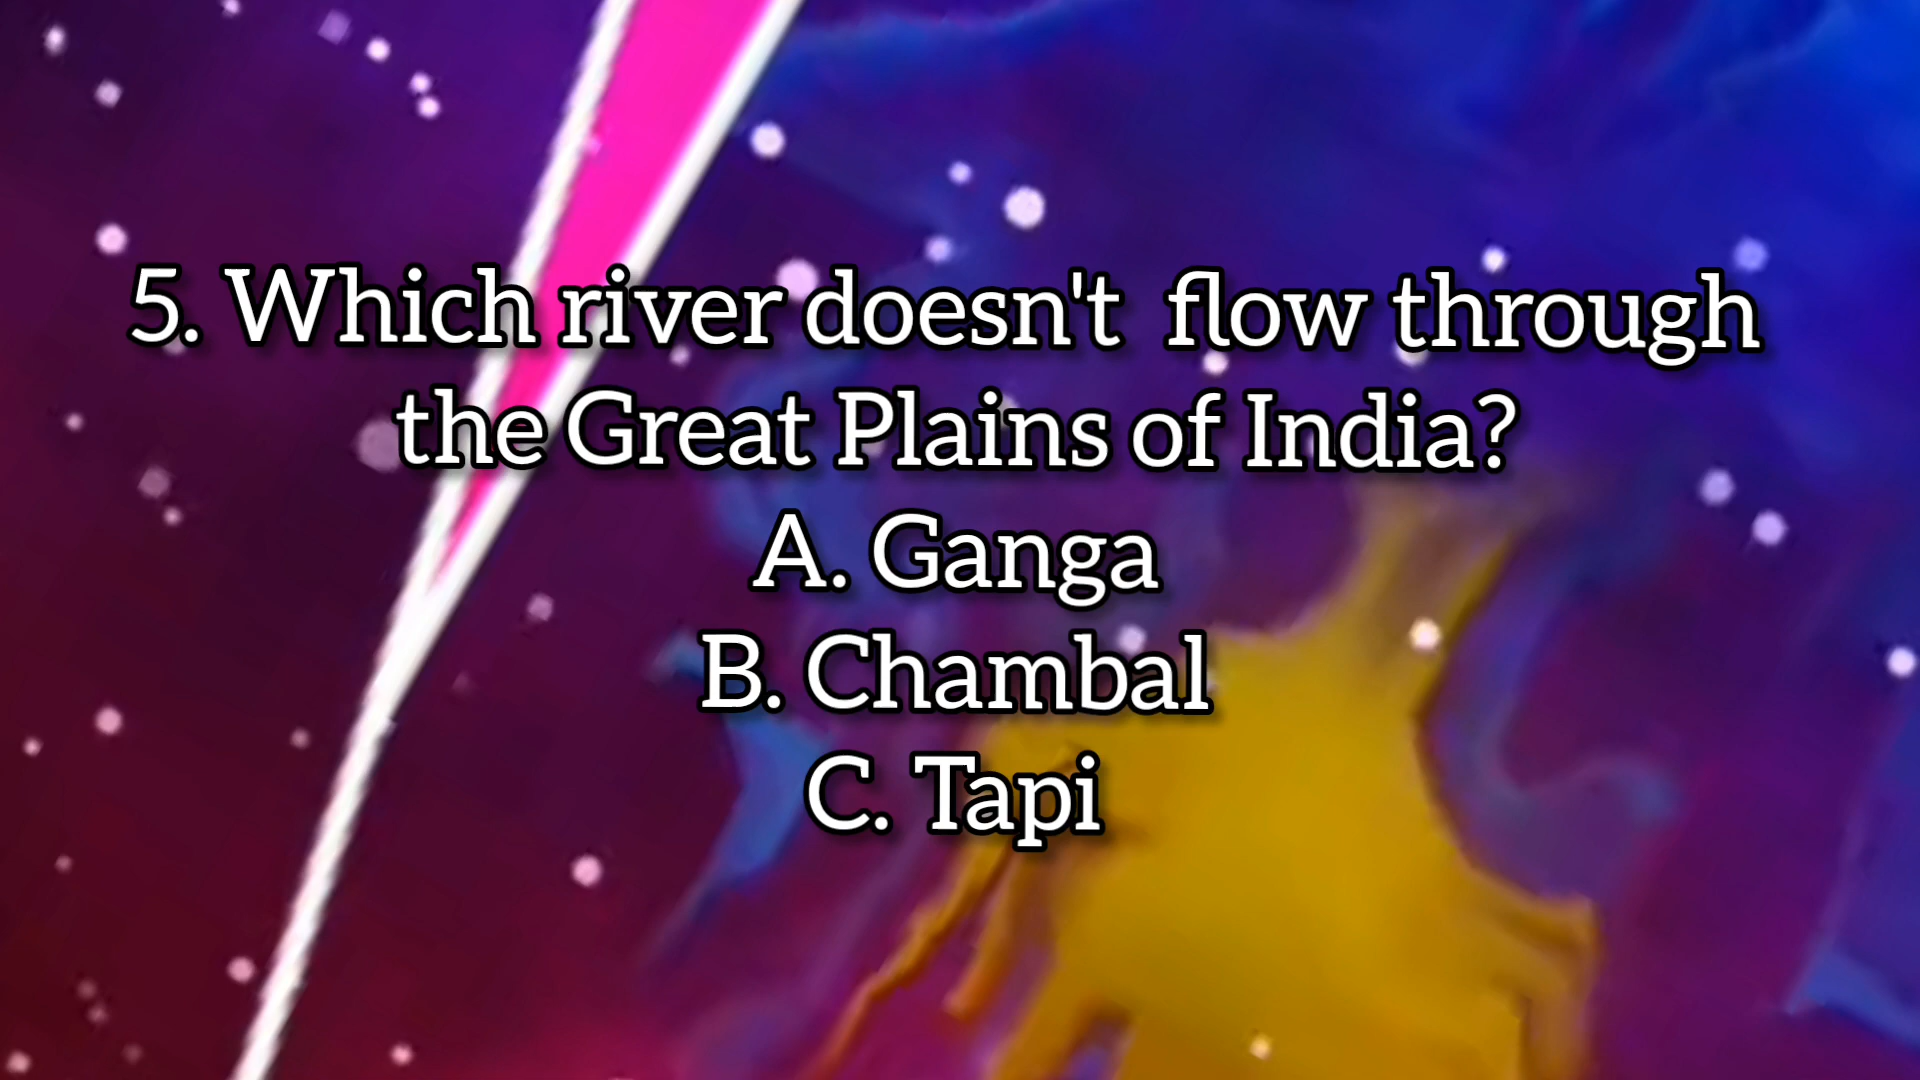 5. Which river doesn't  flow through
the Great Plains of India?
A. Ganga
B. Chambal
C. Tapi